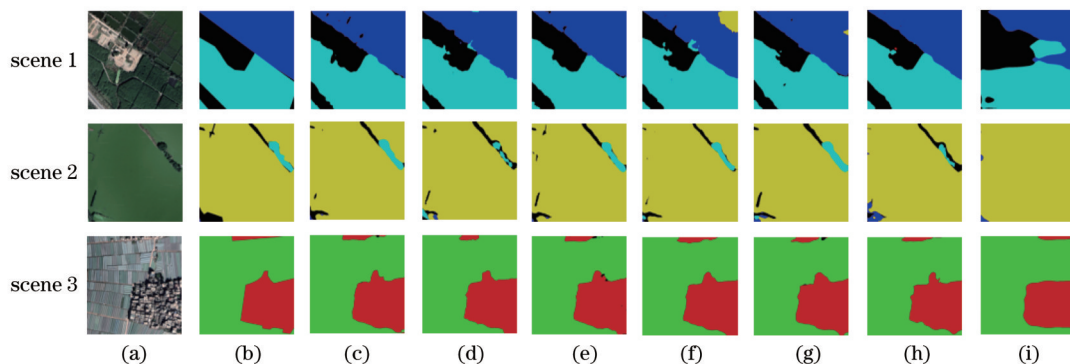 scene 1
scene 2
scene 3
(a) (b) (c) (d) (e) (f) (g) (h) (i)